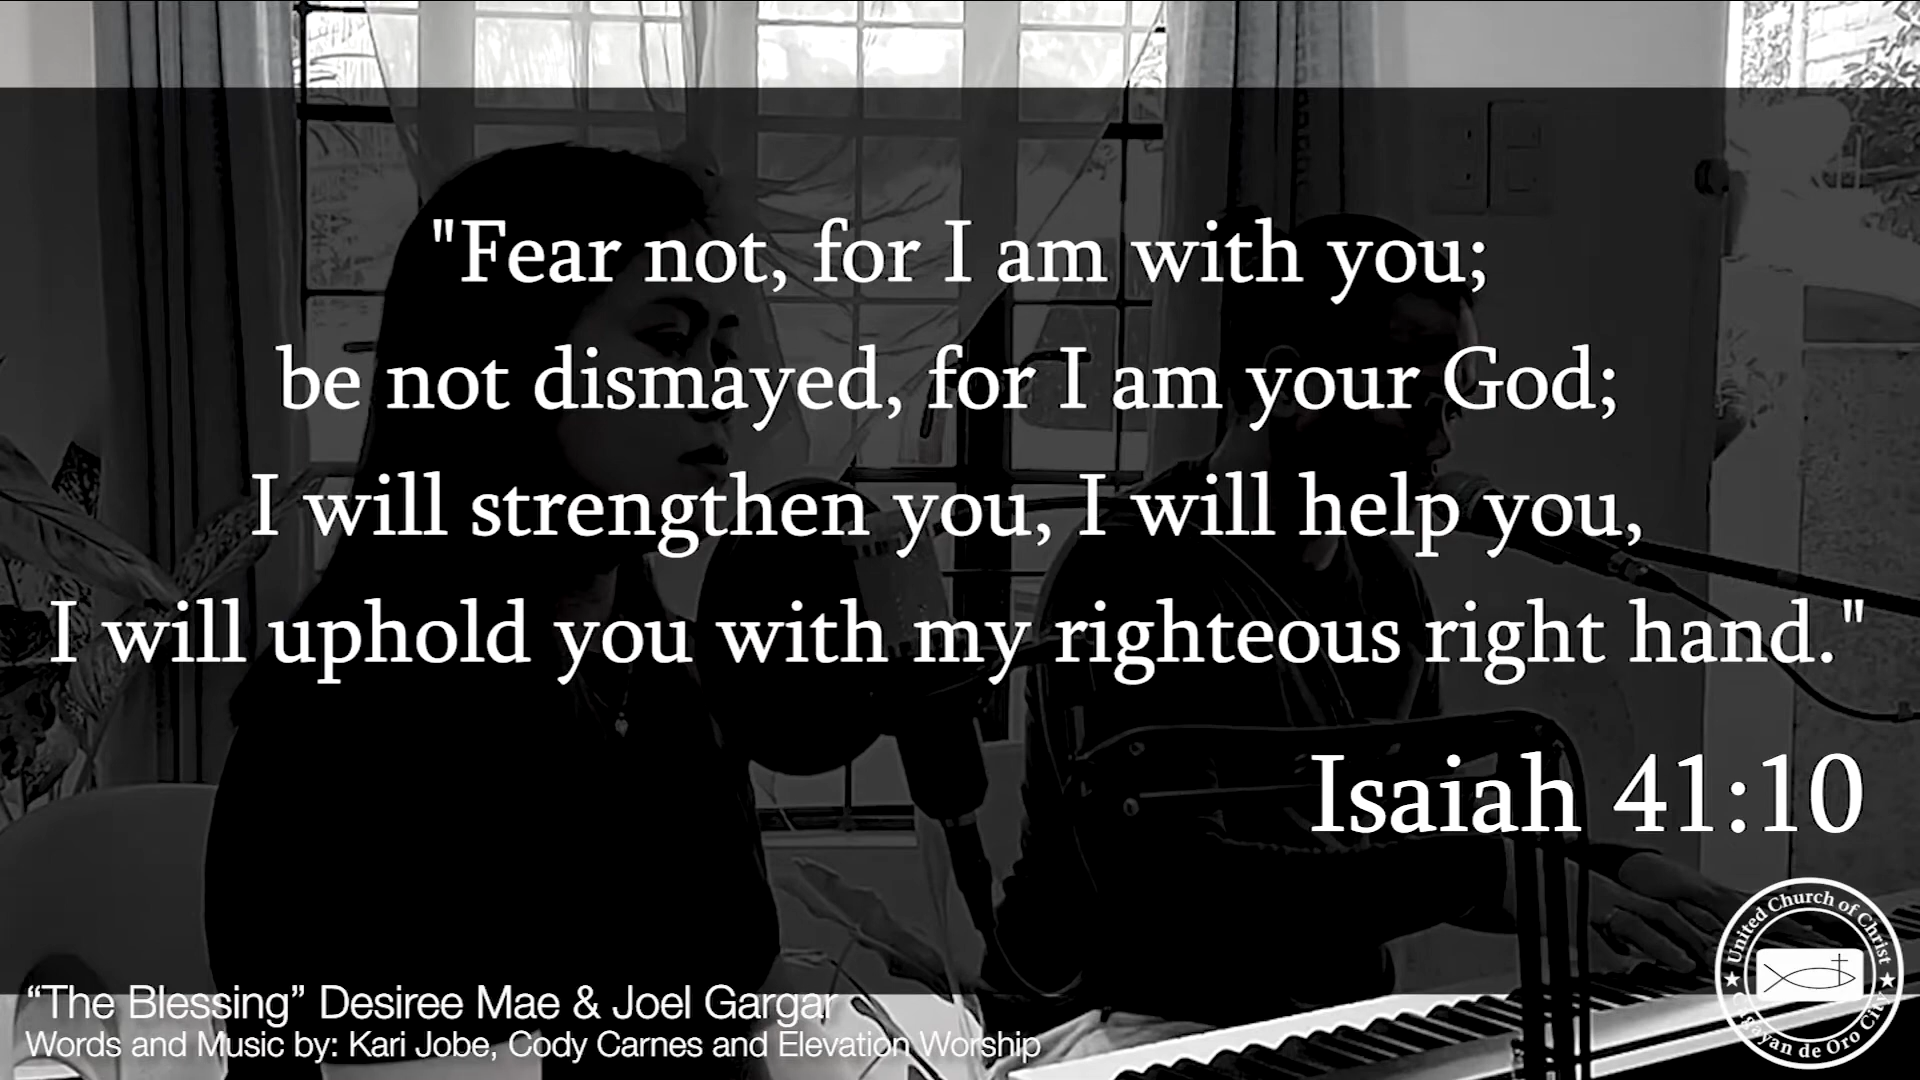 "Fear not, for I am with you;
be not dismayed, for I am your God;
I will strengthen you, I will help you,
I will uphold you with my righteous right hand."
Isaiah 41:10
“The Blessing” Desiree Mae & Joel Gargar
Words and Music by: Kari Jobe, Cody Carnes and Elevation Worship
United Church of Christ
Cagayan de Oro City